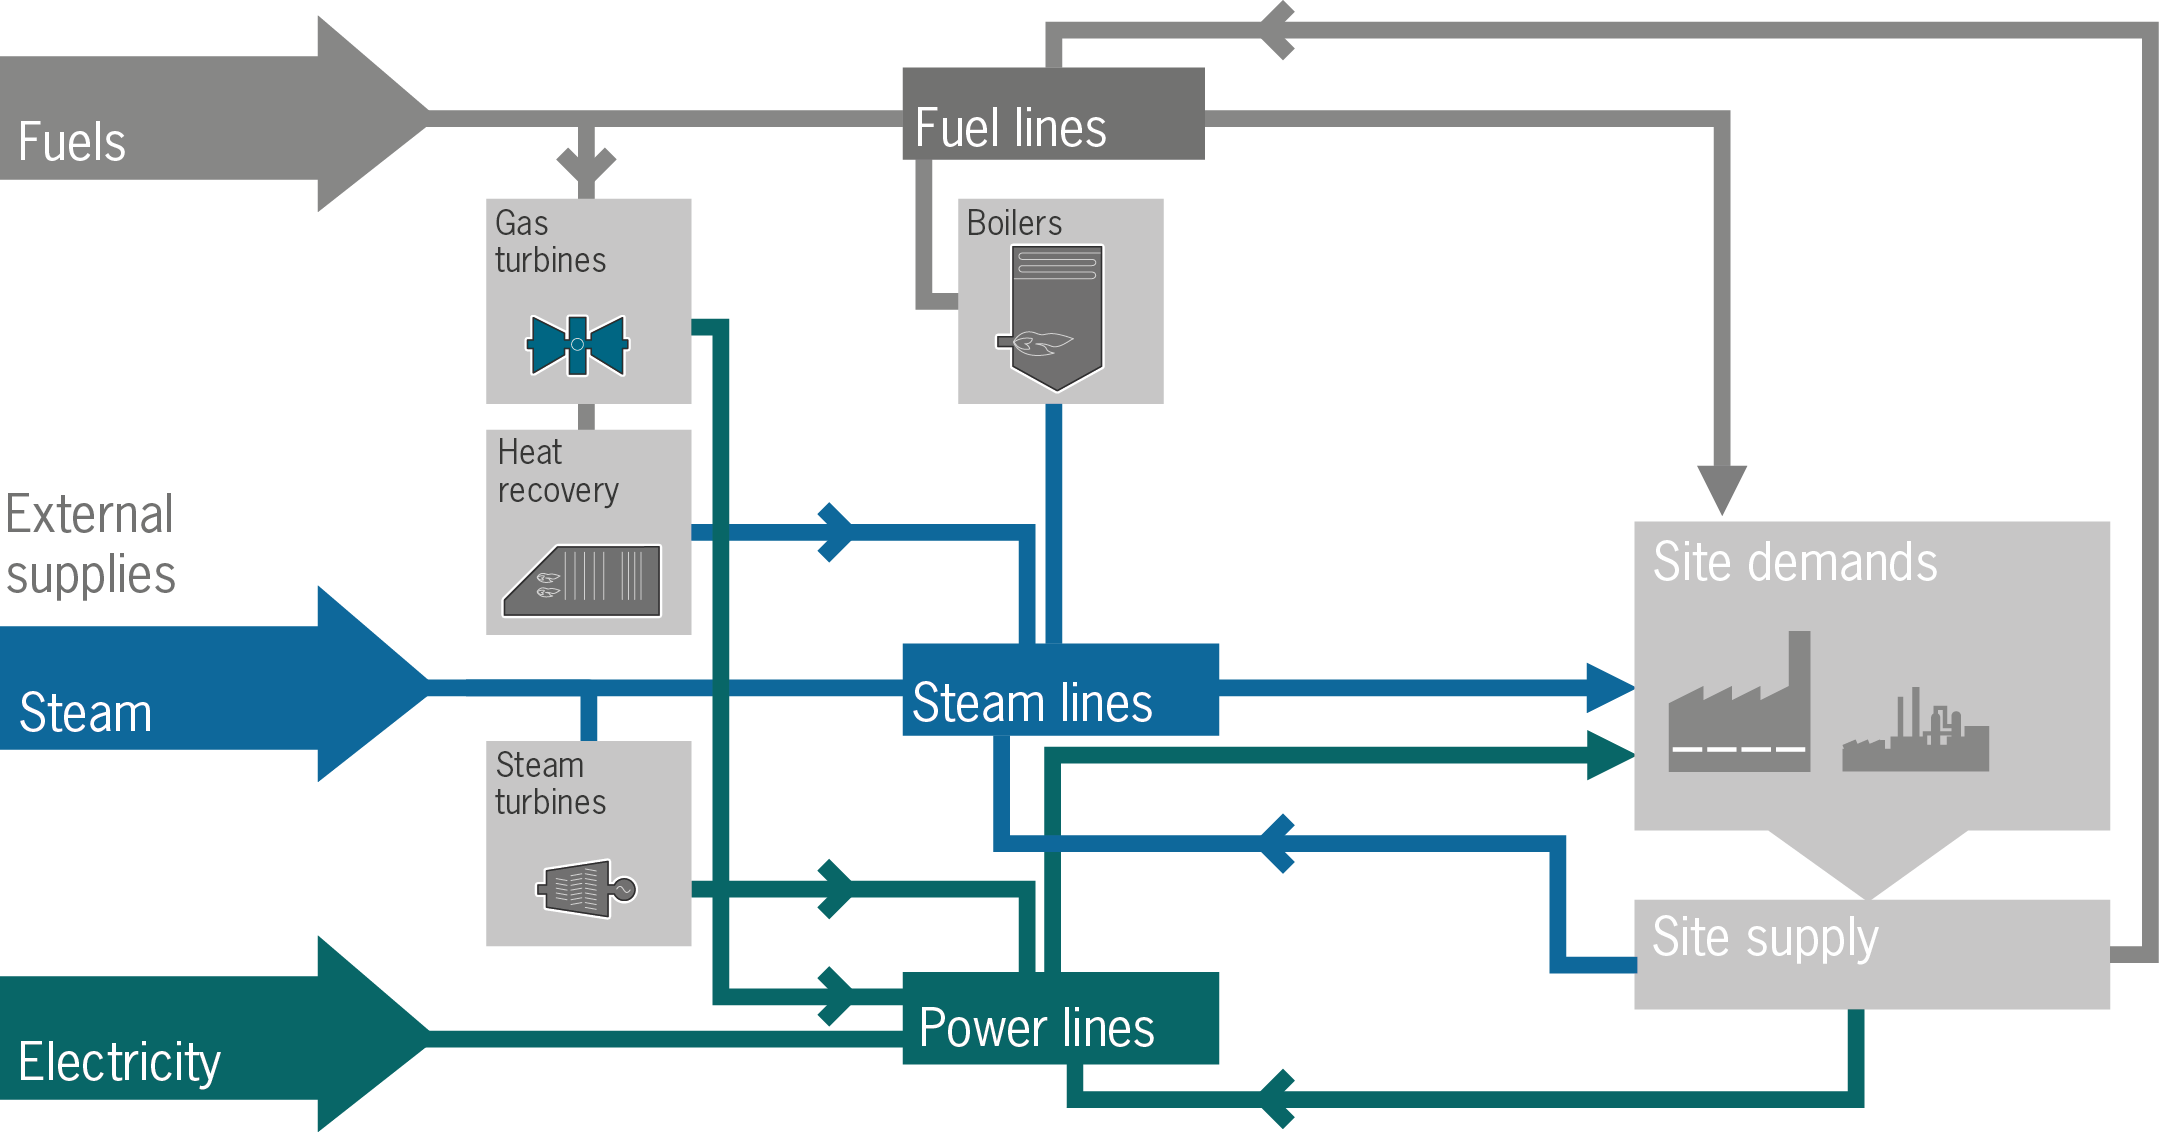 Fuels
Fuel lines
Gas
turbines
Boilers
Heat
recovery
External
supplies
Site demands
Steam
Steam lines
Steam
turbines
Site supply
Power lines
Electricity